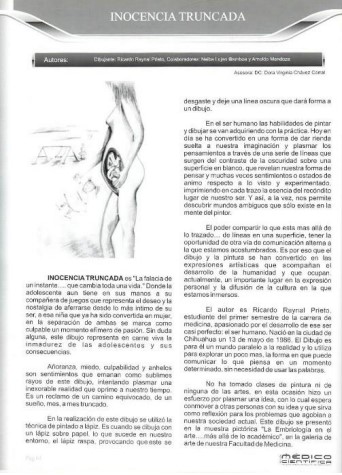 INOCENCIA TRUNCADA
Autores:
Dibujante: Ricardo Reynal Prieto, Colaboradores: Nelba Lujan Blanoisa y Arnoldo Mendoza
Asesora: DC. Dora Virginia Chávez Corral
INOCENCIA TRUNCADA es "La falacia de
un instante..... que cambia toda una vida." Donde la
adolescente aun tiene en sus manos a su
compañera de juegos que representa el deseo y la
nostalgia de aferrarse desde lo más íntimo de su
ser, a esa niña que ya ha sido convertida en mujer,
en la separación de ambas se marca como
culpable un momento efímero de pasión. Sin duda
alguna, este dibujo representa en carne viva le
inmadurez de las adolescentes y sus
consecuencias.
Añoranza, miedo, culpabilidad y anhelos
son sentimientos que emanan como sublimes
rayos de este dibujo, intentando plasmar una
inexorable realidad que oprime a nuestro tiempo.
Es un reclamo de un camino equivocado, de un
sueño, mas, a mes truncado.
En la realización de este dibujo se utilizó la
técnica de pintado a lápiz. Es cuando se dibuja con
un lápiz sobre papel, lo que sucede en nuestro
entorno, el lápiz raspa, provocando que este se
desgaste y deje una línea oscura que dará forma a
un dibujo.
En el ser humano las habilidades de pintar
y dibujar se van adquiriendo con la práctica. Hoy en
día se ha convertido en una forma de dar rienda
suelta a nuestra imaginación y plasmar los
pensamientos a través de una serie de líneas que
surgen del contraste de la oscuridad sobre una
superficie en blanco, que revelan nuestra forma de
pensar y muchas veces sentimientos o estados de
animo respecto a lo visto y experimentado,
imprimiendo en cada trazo la esencia del recóndito
lugar de nuestro ser. Y así, a la vez, nos permite
descubrir mundos ambiguos que sólo existe en la
mente del pintor.
El poder compartir lo que esta mas allá de
lo trazado... de líneas en una superficie, tener la
oportunidad de otra vía de comunicación alterna a
la que estamos acostumbrados. Es por eso que el
dibujo y la pintura se han convertido en las
expresiones artísticas que acompañan el
desarrollo de la humanidad y que ocupan,
actualmente, un importante lugar en la expresión
personal y la difusión de la cultura en la que
estamos inmersos.
El autor es Ricardo Reynal Prieto,
estudiante del primer semestre de la carrera de
medicina, apasionado por el desarrollo de ese ser
casi perfecto: el ser humano. Nació en la ciudad de
Chihuahua un 13 de mayo de 1986. El Dibujo es
para él un mundo paralelo a la realidad y lo utiliza
para explorar un poco mas, la forma en que puede
comunicar lo que piensa en un momento
determinado, sin necesidad de usar las palabras.
No ha tomado clases de pintura ni de
ninguna de las artes, en esta ocasión hizo un
esfuerzo por plasmar una idea, con la cual espera
conmover a otras personas con su idea y que sirva
como reflexión para los problemas que agobian a
nuestra sociedad actual. Este dibujo se presentó
en la muestra pictórica "La Embriología en el
arte....más allá de lo académico", en la galería de
arte de nuestra Facultad de Medicina.
MÉDICO
CIENTÍFICA